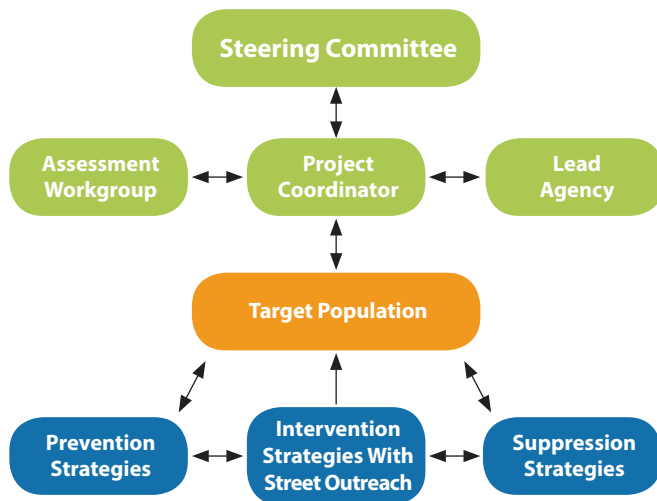 Steering Committee
Assessment
Workgroup
Project
Coordinator
Lead
Agency
Target Population
Prevention
Strategies
Intervention
Strategies With
Street Outreach
Suppression
Strategies